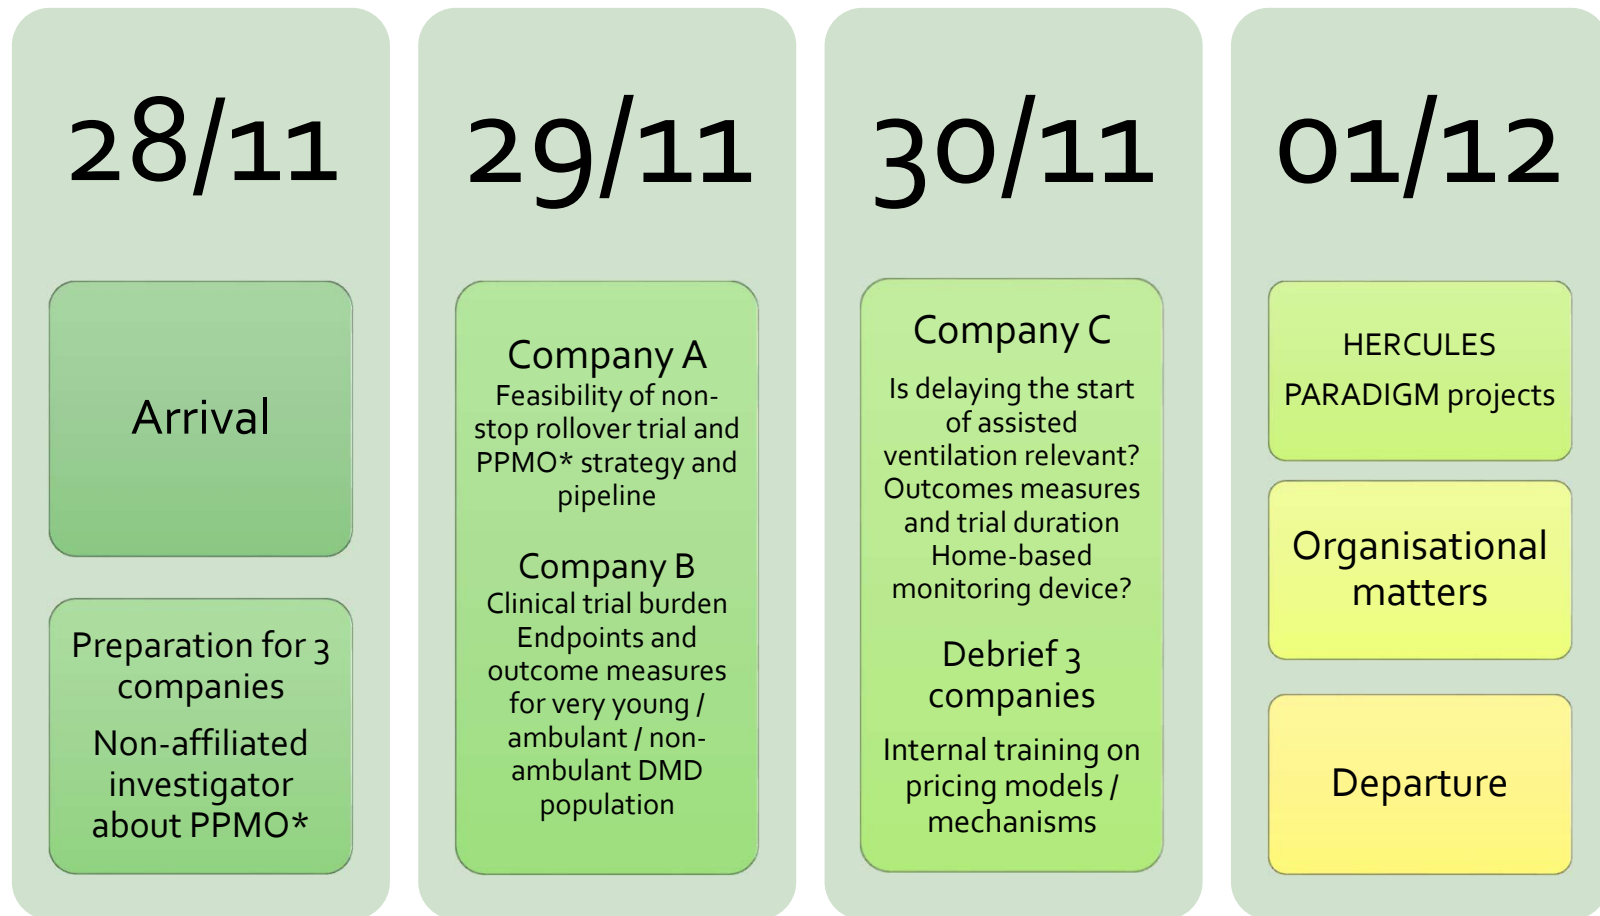 28/11
Arrival
Preparation for 3
companies
Non-affiliated
investigator
about PPMO*
29/11
Company A
Feasibility of non-
stop rollover trial and
PPMO* strategy and
pipeline
Company B
Clinical trial burden
Endpoints and
outcome measures
for very young /
ambulant / non-
ambulant DMD
population
30/11
Company C
Is delaying the start
of assisted
ventilation relevant?
Outcomes measures
and trial duration
Home-based
monitoring device?
Debrief 3
companies
Internal training on
pricing models /
mechanisms
01/12
HERCULES
PARADIGM projects
Organisational
matters
Departure